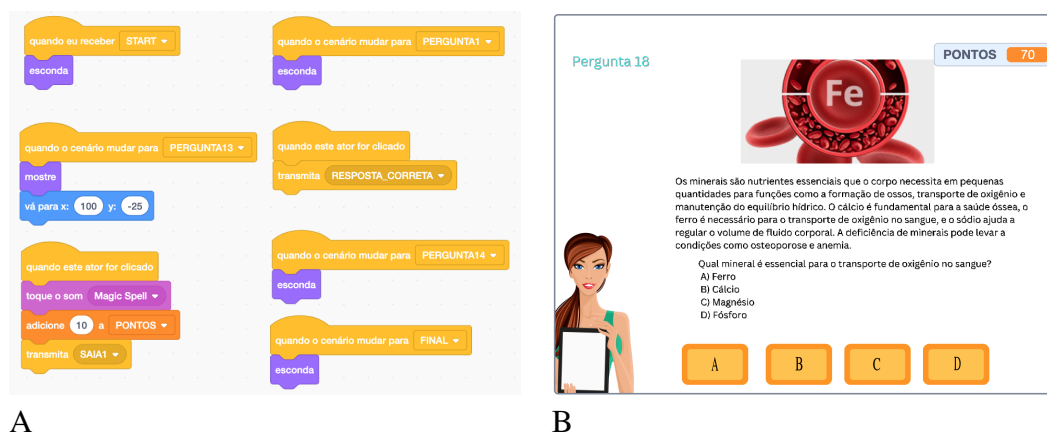 quando eu receber START
esconda
quando o cenário mudar para PERGUNTA13
mostre
vá para x: 100 y: -25
quando este ator for clicado
toque o som Magic Spell
adicione 10 a PONTOS
transmita SAIA1
quando o cenário mudar para PERGUNTA1
esconda
quando este ator for clicado
transmita RESPOSTA_CORRETA
quando o cenário mudar para PERGUNTA14
esconda
quando o cenário mudar para FINAL
esconda
A
Pergunta 18
PONTOS 70
Fe
Os minerais são nutrientes essenciais que o corpo necessita em pequenas
quantidades para funções como a formação de ossos, transporte de oxigênio e
manutenção do equilíbrio hídrico. O cálcio é fundamental para a saúde óssea, o
ferro é necessário para o transporte de oxigênio no sangue, e o sódio ajuda a
regular o volume de fluido corporal. A deficiência de minerais pode levar a
condições como osteoporose e anemia.
Qual mineral é essencial para o transporte de oxigênio no sangue?
A) Ferro
B) Cálcio
C) Magnésio
D) Fósforo
A B C D
B